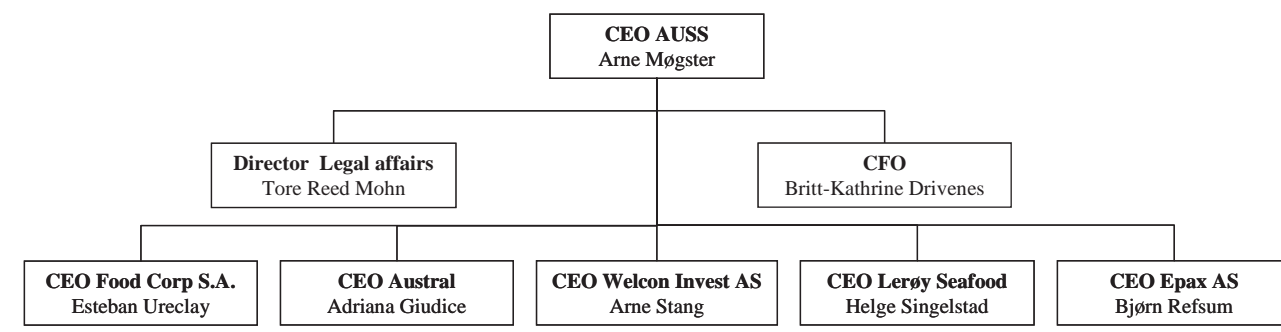 CEO AUSS
Arne Møgster
Director Legal affairs
Tore Reed Mohn
CFO
Britt-Kathrine Drivenes
CEO Food Corp S.A.
Esteban Ureclay
CEO Austral
Adriana Giudice
CEO Welcon Invest AS
Arne Stang
CEO Lerøy Seafood
Helge Singelstad
CEO Epax AS
Bjørn Refsum